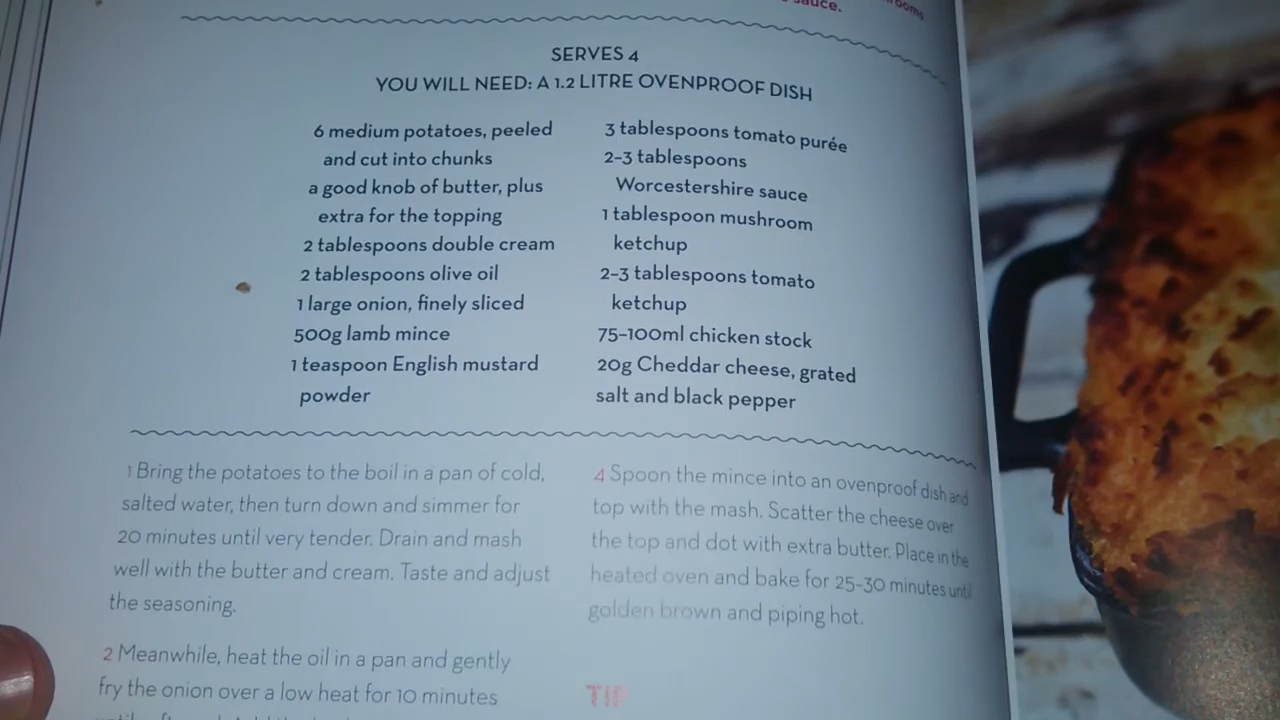 sauce.
SERVES 4
YOU WILL NEED: A 1.2 LITRE OVENPROOF DISH
6 medium potatoes, peeled
and cut into chunks
a good knob of butter, plus
extra for the topping
2 tablespoons double cream
2 tablespoons olive oil
1 large onion, finely sliced
500g lamb mince
1 teaspoon English mustard
powder
3 tablespoons tomato purée
2-3 tablespoons
Worcestershire sauce
1 tablespoon mushroom
ketchup
2-3 tablespoons tomato
ketchup
75-100ml chicken stock
20g Cheddar cheese, grated
salt and black pepper
1 Bring the potatoes to the boil in a pan of cold,
salted water, then turn down and simmer for
20 minutes until very tender. Drain and mash
well with the butter and cream. Taste and adjust
the seasoning.
2 Meanwhile, heat the oil in a pan and gently
fry the onion over a low heat for 10 minutes
4 Spoon the mince into an ovenproof dish and
top with the mash. Scatter the cheese over
the top and dot with extra butter. Place in the
heated oven and bake for 25-30 minutes until
golden brown and piping hot.
TIP